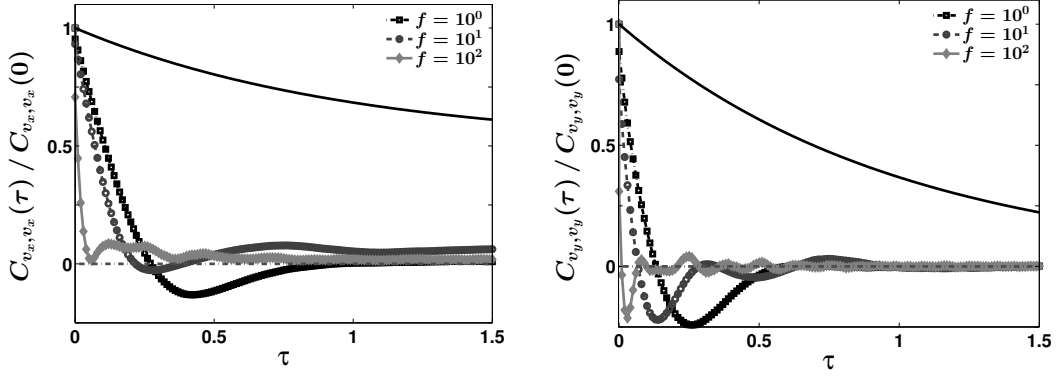 C_{v_x,v_x}(τ) / C_{v_x,v_x}(0)
1
0.5
0
f = 10^0
f = 10^1
f = 10^2
0 0.5 1 1.5
τ
C_{v_y,v_y}(τ) / C_{v_y,v_y}(0)
1
0.5
0
f = 10^0
f = 10^1
f = 10^2
0 0.5 1 1.5
τ